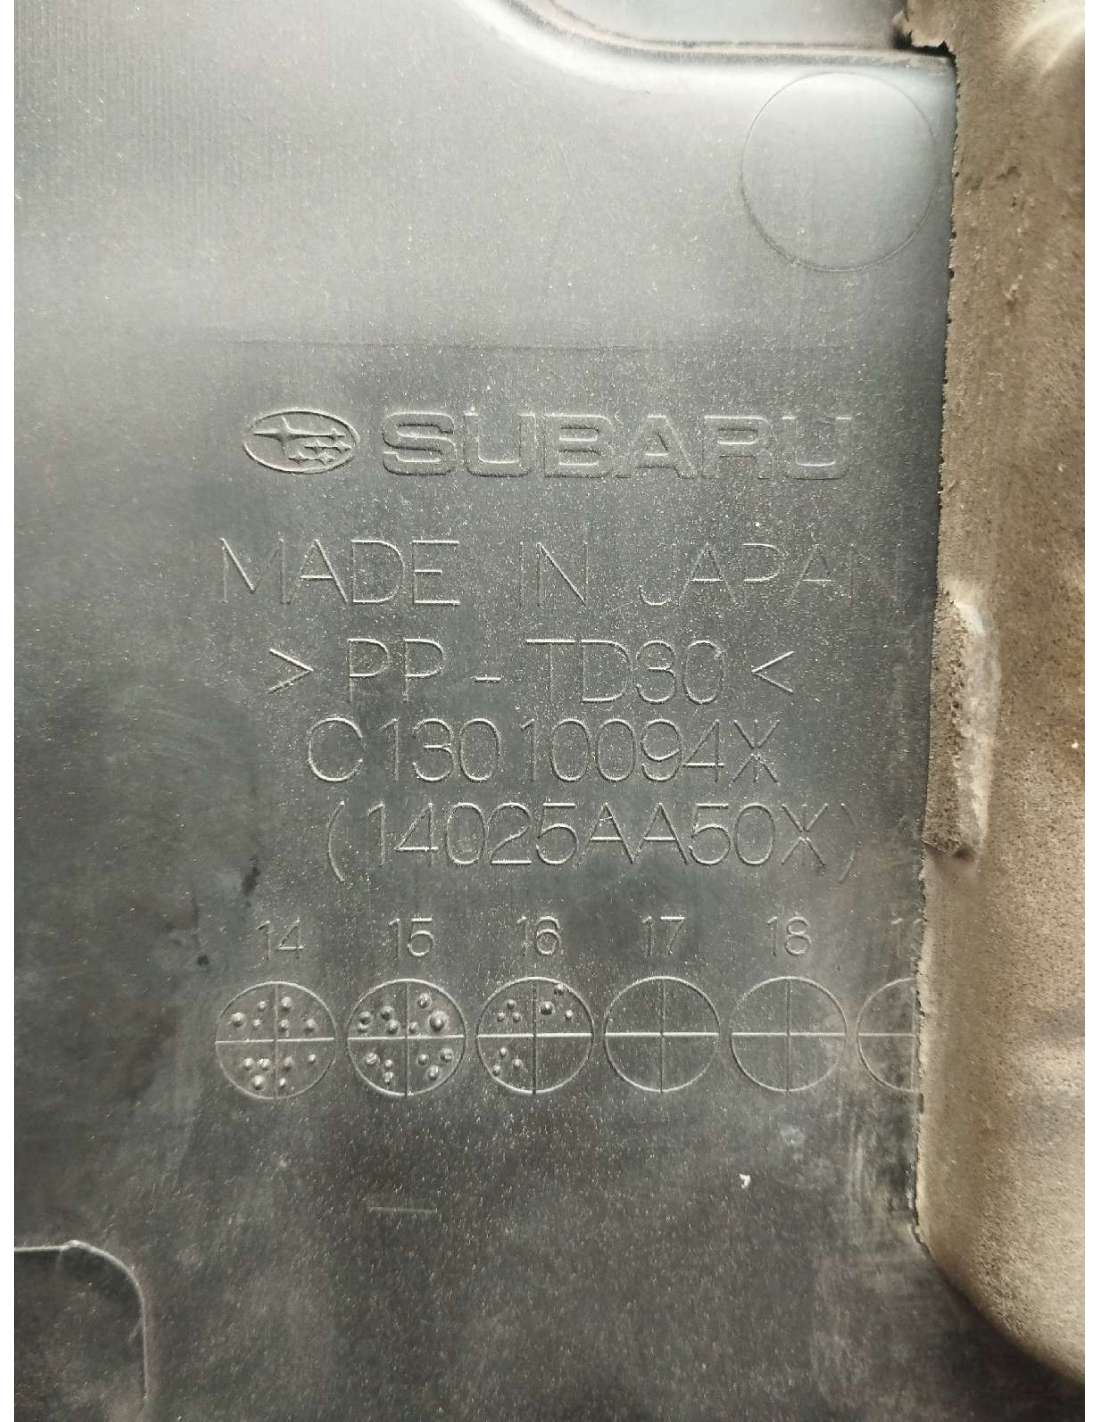 SUBARU
MADE IN JAPAN
>PP-TD30<
C13010094X
(14025AA50X)
14 15 16 17 18